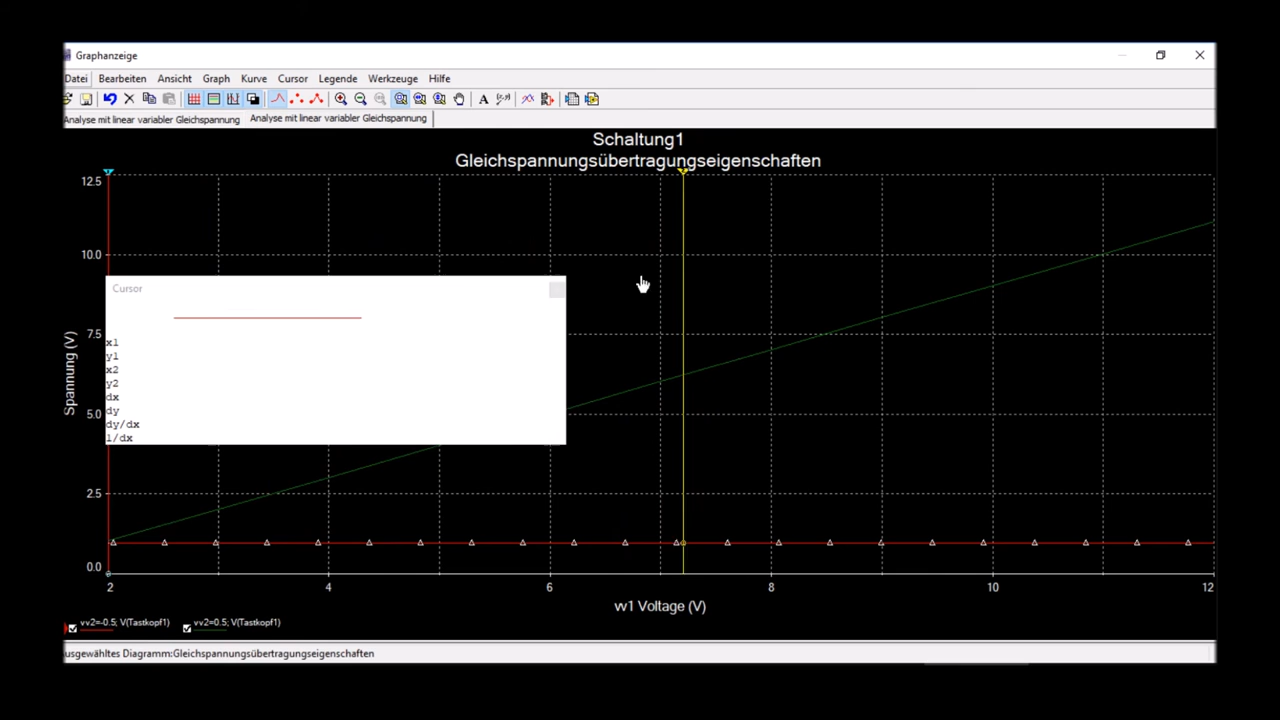 Graphanzeige
Datei Bearbeiten Ansicht Graph Kurve Cursor Legende Werkzeuge Hilfe
A
Analyse mit linear variabler Gleichspannung Analyse mit linear variabler Gleichspannung
Schaltung1
Gleichspannungsübertragungseigenschaften
12.5
10.0
7.5
5.0
2.5
0.0
Spannung (V)
Cursor
x1
y1
x2
y2
dx
dy
dy/dx
1/dx
2 4 6 8 10 12
vv1 Voltage (V)
vv2=-0.5; V(Tastkopf1) vv2=0.5; V(Tastkopf1)
usgewähltes Diagramm:Gleichspannungsübertragungseigenschaften